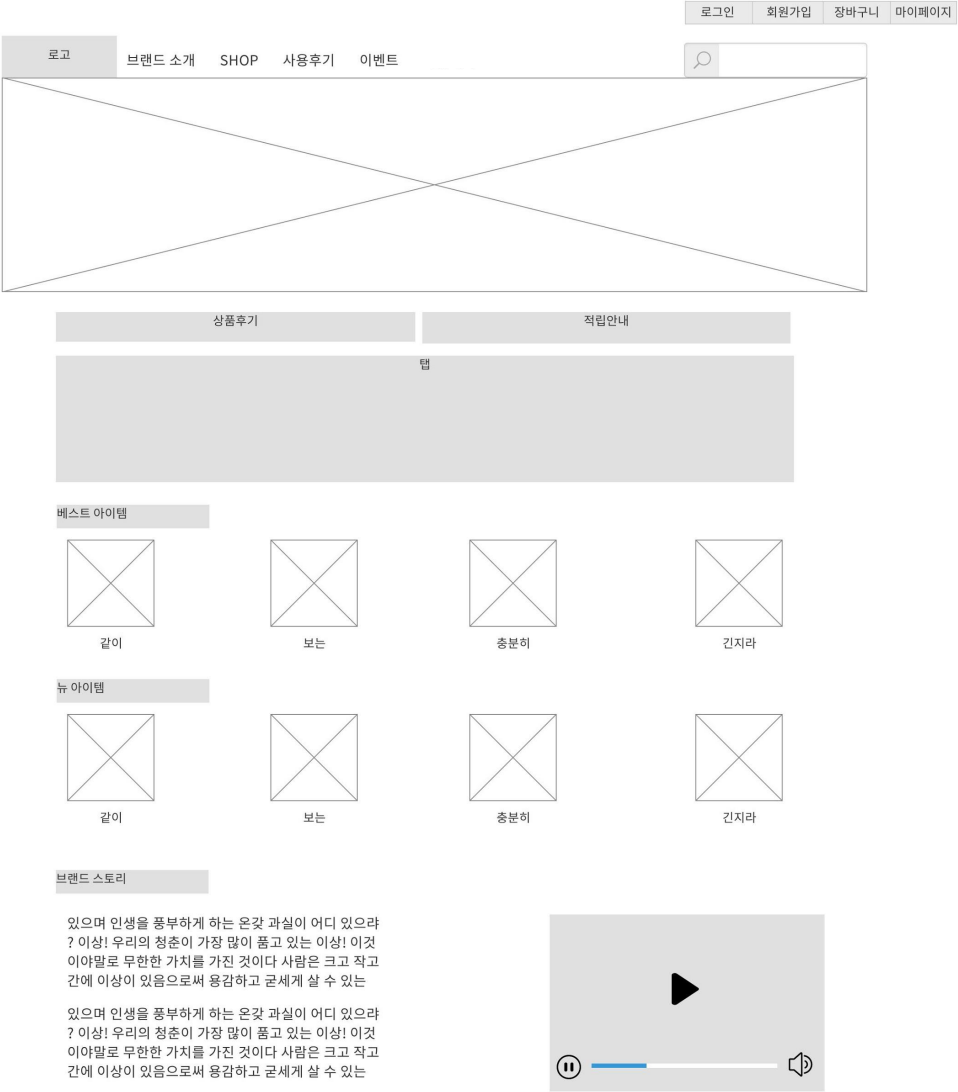 로그인 회원가입 장바구니 마이페이지
로고 브랜드 소개 SHOP 사용후기 이벤트
상품후기 적립안내
탭
베스트 아이템
같이 보는 충분히 긴지라
뉴 아이템
같이 보는 충분히 긴지라
브랜드 스토리
있으며 인생을 풍부하게 하는 온갖 과실이 어디 있으랴
? 이상! 우리의 청춘이 가장 많이 품고 있는 이상! 이것
이야말로 무한한 가치를 가진 것이다 사람은 크고 작고
간에 이상이 있음으로써 용감하고 굳세게 살 수 있는
있으며 인생을 풍부하게 하는 온갖 과실이 어디 있으랴
? 이상! 우리의 청춘이 가장 많이 품고 있는 이상! 이것
이야말로 무한한 가치를 가진 것이다 사람은 크고 작고
간에 이상이 있음으로써 용감하고 굳세게 살 수 있는